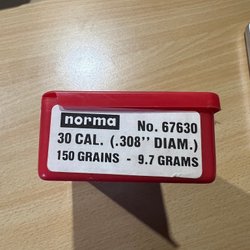 norma No. 67630
30 CAL. (.308'' DIAM.)
150 GRAINS - 9.7 GRAMS